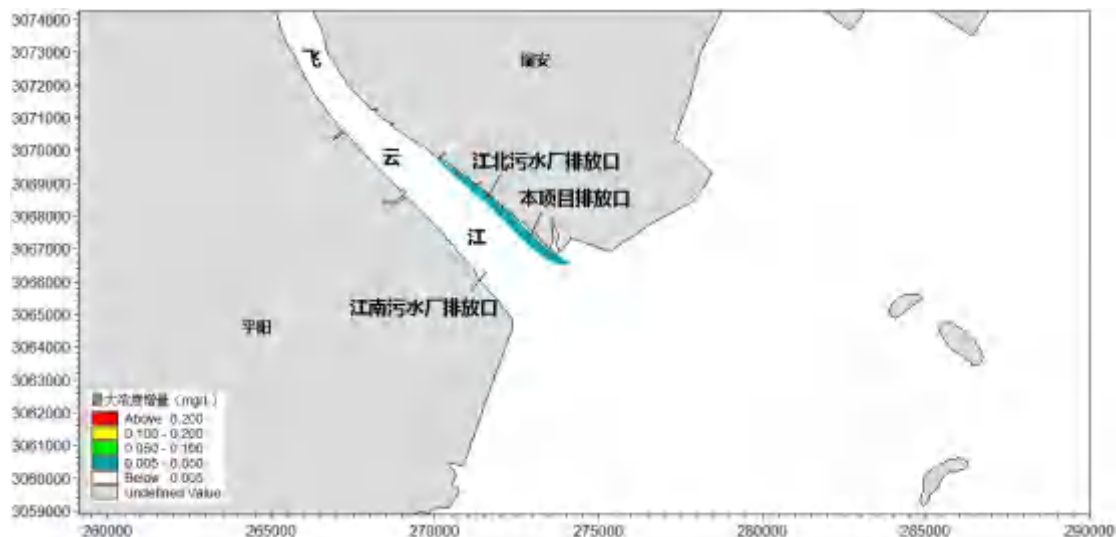 3074000
3073000
3072000
3071000
3070000
3069000
3068000
3067000
3066000
3065000
3064000
3063000
3062000
3061000
3060000
3059000
飞
云
江
瑞安
江北污水厂排放口
本项目排放口
江南污水厂排放口
平阳
最大浓度增量（mg/L）
Above 0.200
0.100 - 0.200
0.050 - 0.100
0.005 - 0.050
Below 0.005
Undefined Value
260000 265000 270000 275000 280000 285000 290000